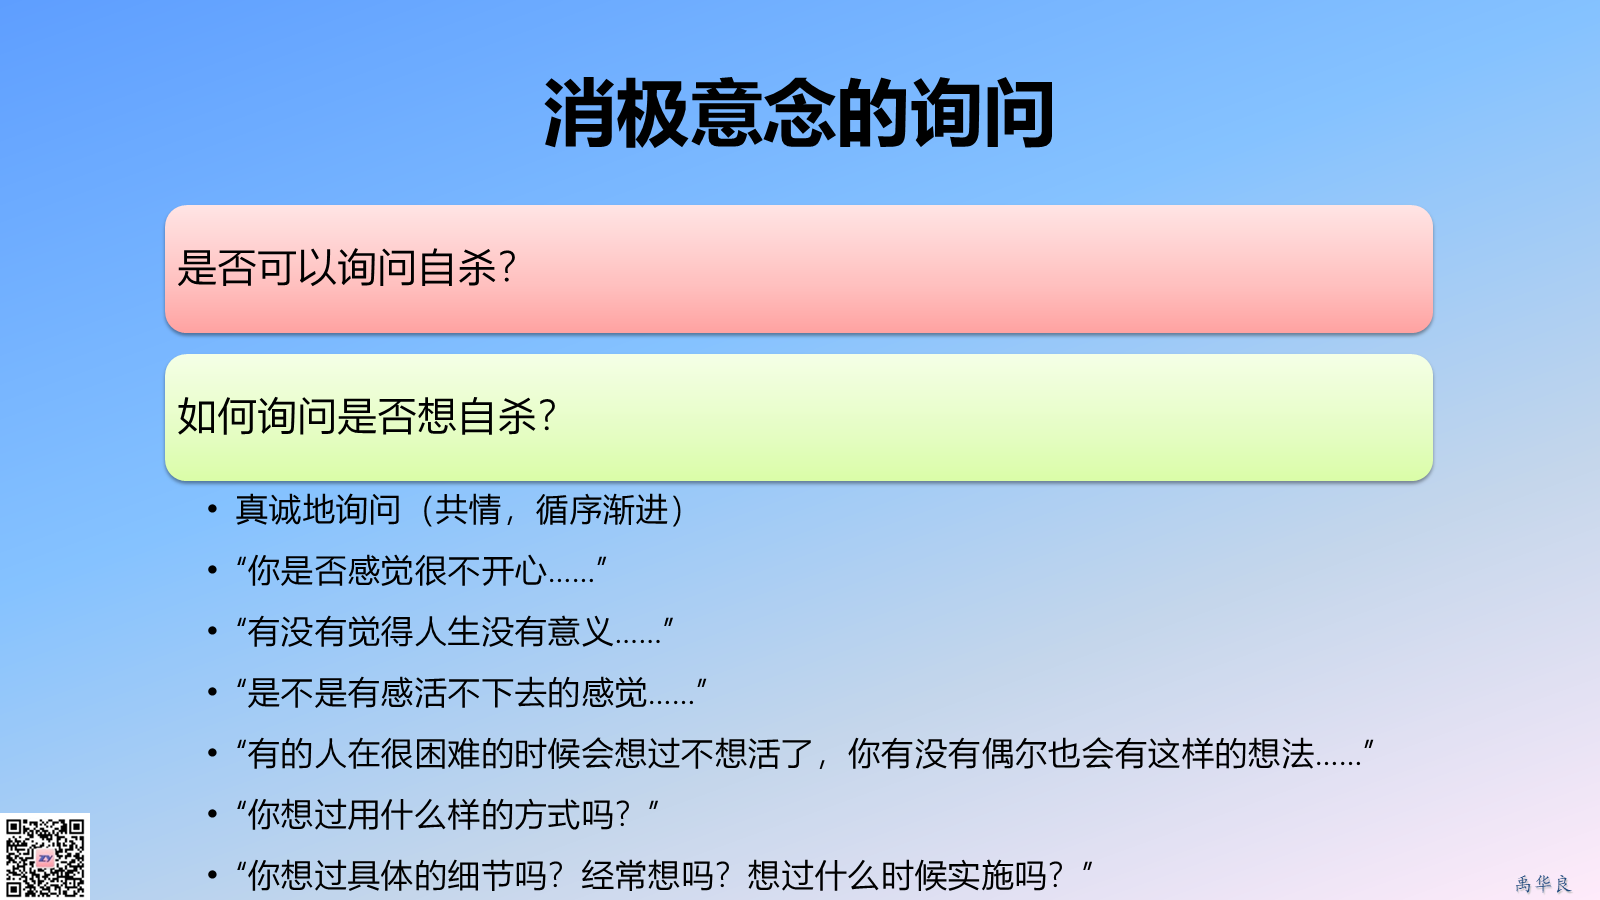 消极意念的询问
是否可以询问自杀？
如何询问是否想自杀？
• 真诚地询问（共情，循序渐进）
• “你是否感觉很不开心……”
• “有没有觉得人生没有意义……”
• “是不是有感活不下去的感觉……”
• “有的人在很困难的时候会想过不想活了，你有没有偶尔也会有这样的想法……”
• “你想过用什么样的方式吗？”
• “你想过具体的细节吗？经常想吗？想过什么时候实施吗？”
ZY
禹华良